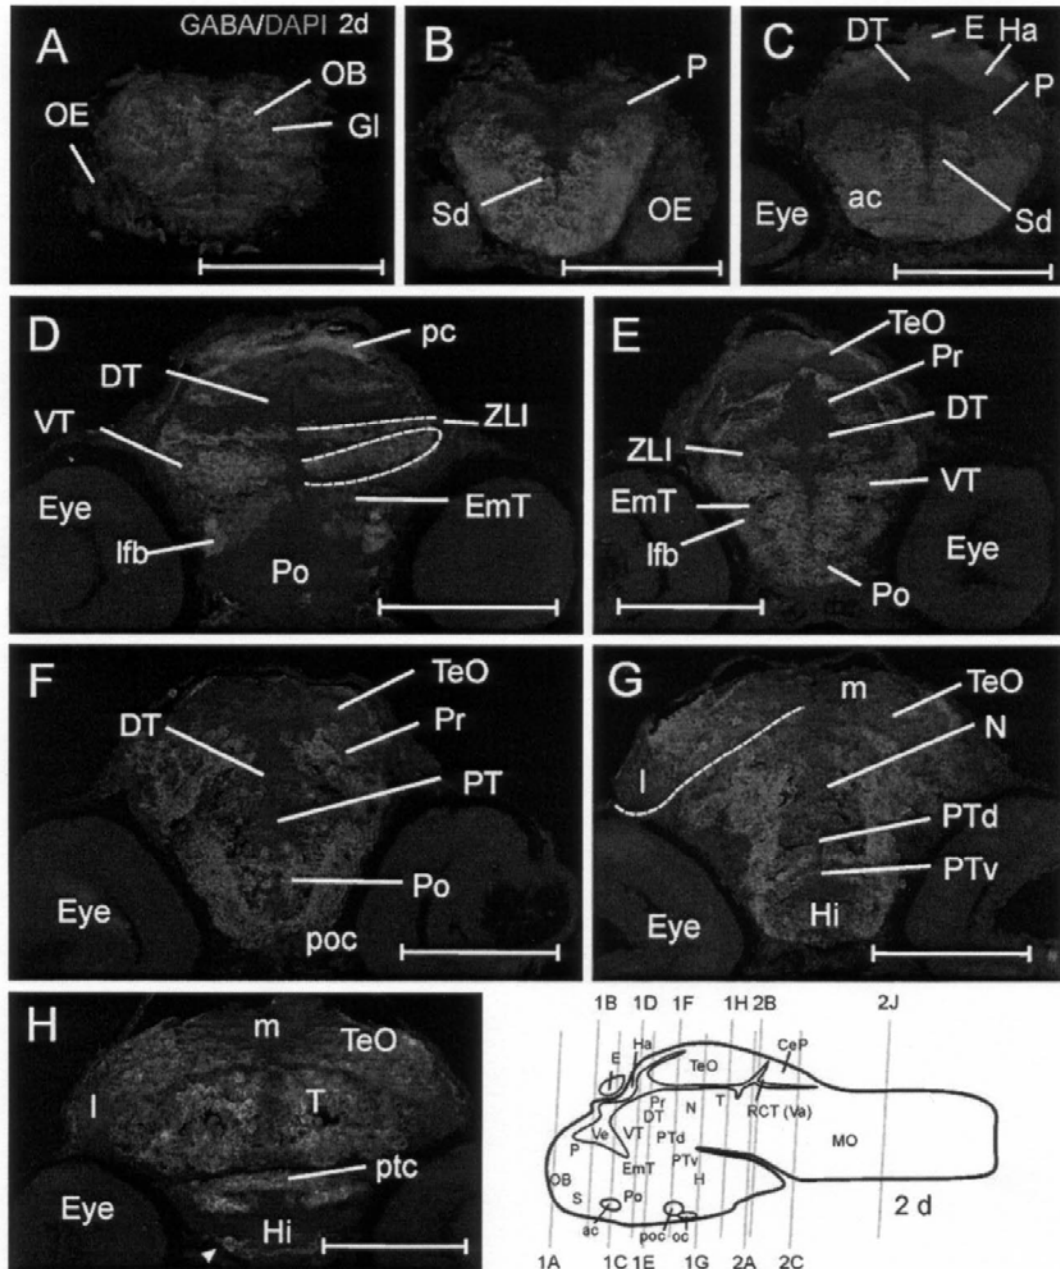 A
GABA/DAPI 2d
OB
Gl
OE
B
P
Sd
OE
C
DT
E
Ha
P
Eye
ac
Sd
D
pc
DT
VT
ZLI
Eye
EmT
lfb
Po
E
TeO
Pr
DT
ZLI
VT
EmT
lfb
Eye
Po
F
TeO
DT
Pr
PT
Po
Eye
poc
G
m
TeO
N
l
PTd
PTv
Eye
Hi
H
m
TeO
l
T
ptc
Eye
Hi
1B 1D 1F 1H 2B 2J
E Ha TeO CeP
Pr N T RCT (Va)
DT
P Ve VT PTd MO
OB EmT PTv H
S Po
ac poc oc
2 d
1A 1C 1E 1G 2A 2C